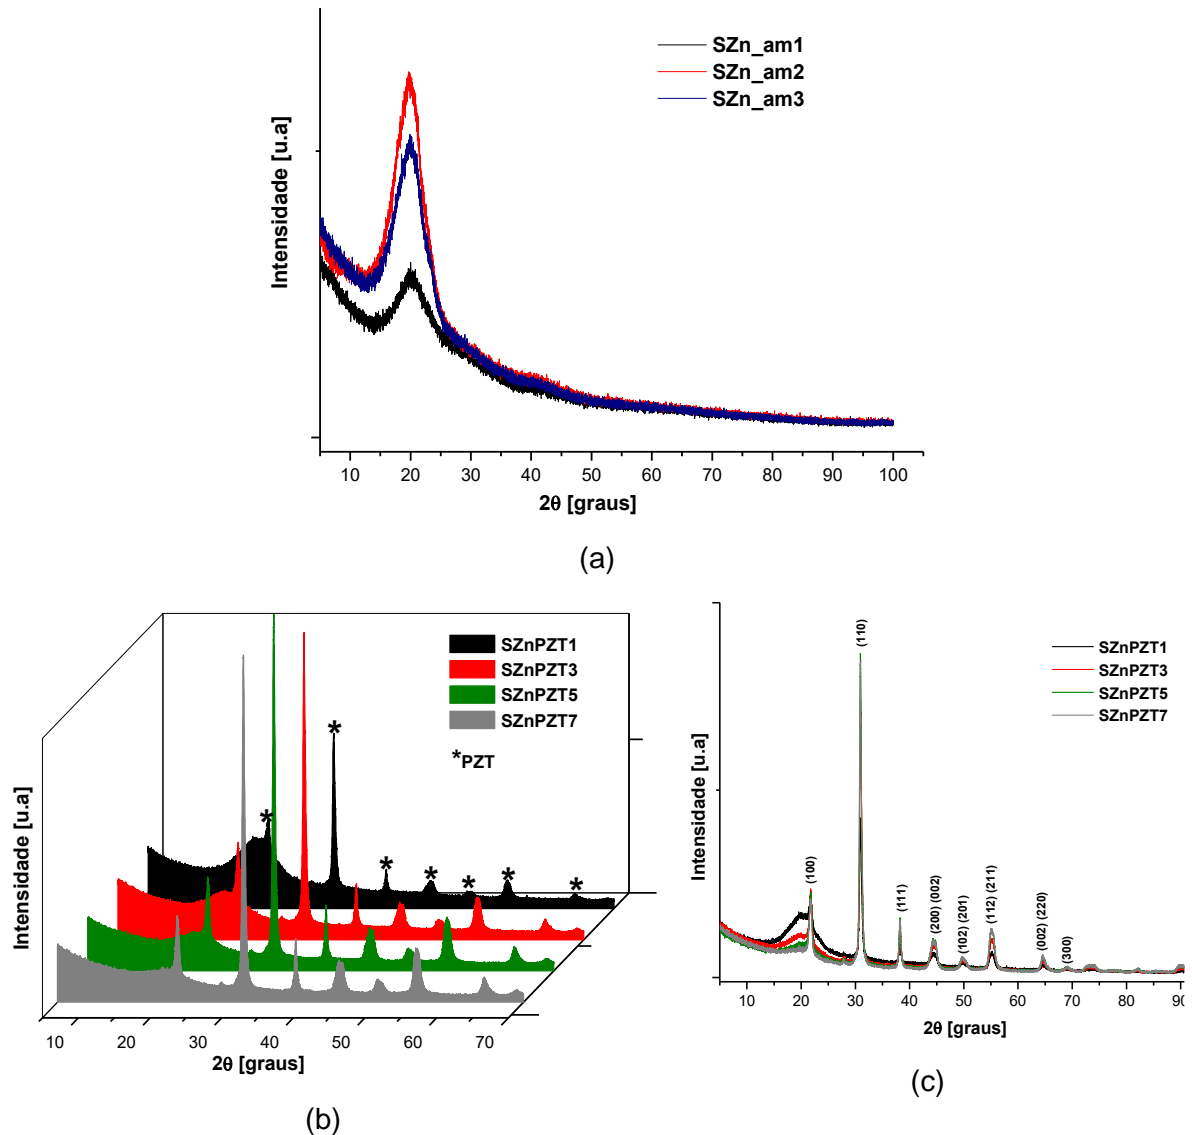 SZn_am1
SZn_am2
SZn_am3
Intensidade [u.a]
10 20 30 40 50 60 70 80 90 100
2θ [graus]
(a)
SZnPZT1
SZnPZT3
SZnPZT5
SZnPZT7
*PZT
* * * * * * *
Intensidade [u.a]
10 20 30 40 50 60 70
2θ [graus]
(b)
SZnPZT1
SZnPZT3
SZnPZT5
SZnPZT7
(100)
(110)
(111)
(200) (002)
(102) (201)
(112) (211)
(002) (220)
(300)
Intensidade [u.a]
10 20 30 40 50 60 70 80 90
2θ [graus]
(c)